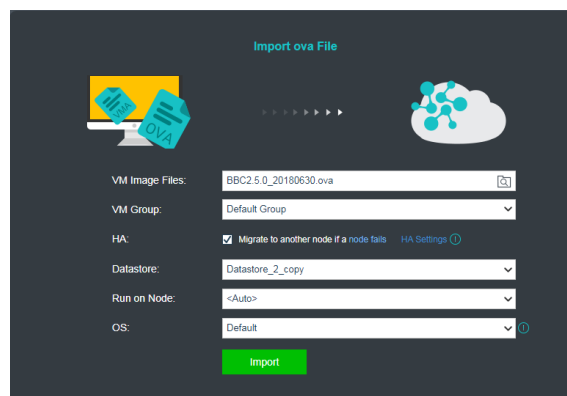 Import ova File
VMA
OVA
VM Image Files: BBC2.5.0_20180630.ova
VM Group: Default Group
HA: Migrate to another node if a node fails HA Settings
Datastore: Datastore_2_copy
Run on Node: <Auto>
OS: Default
Import